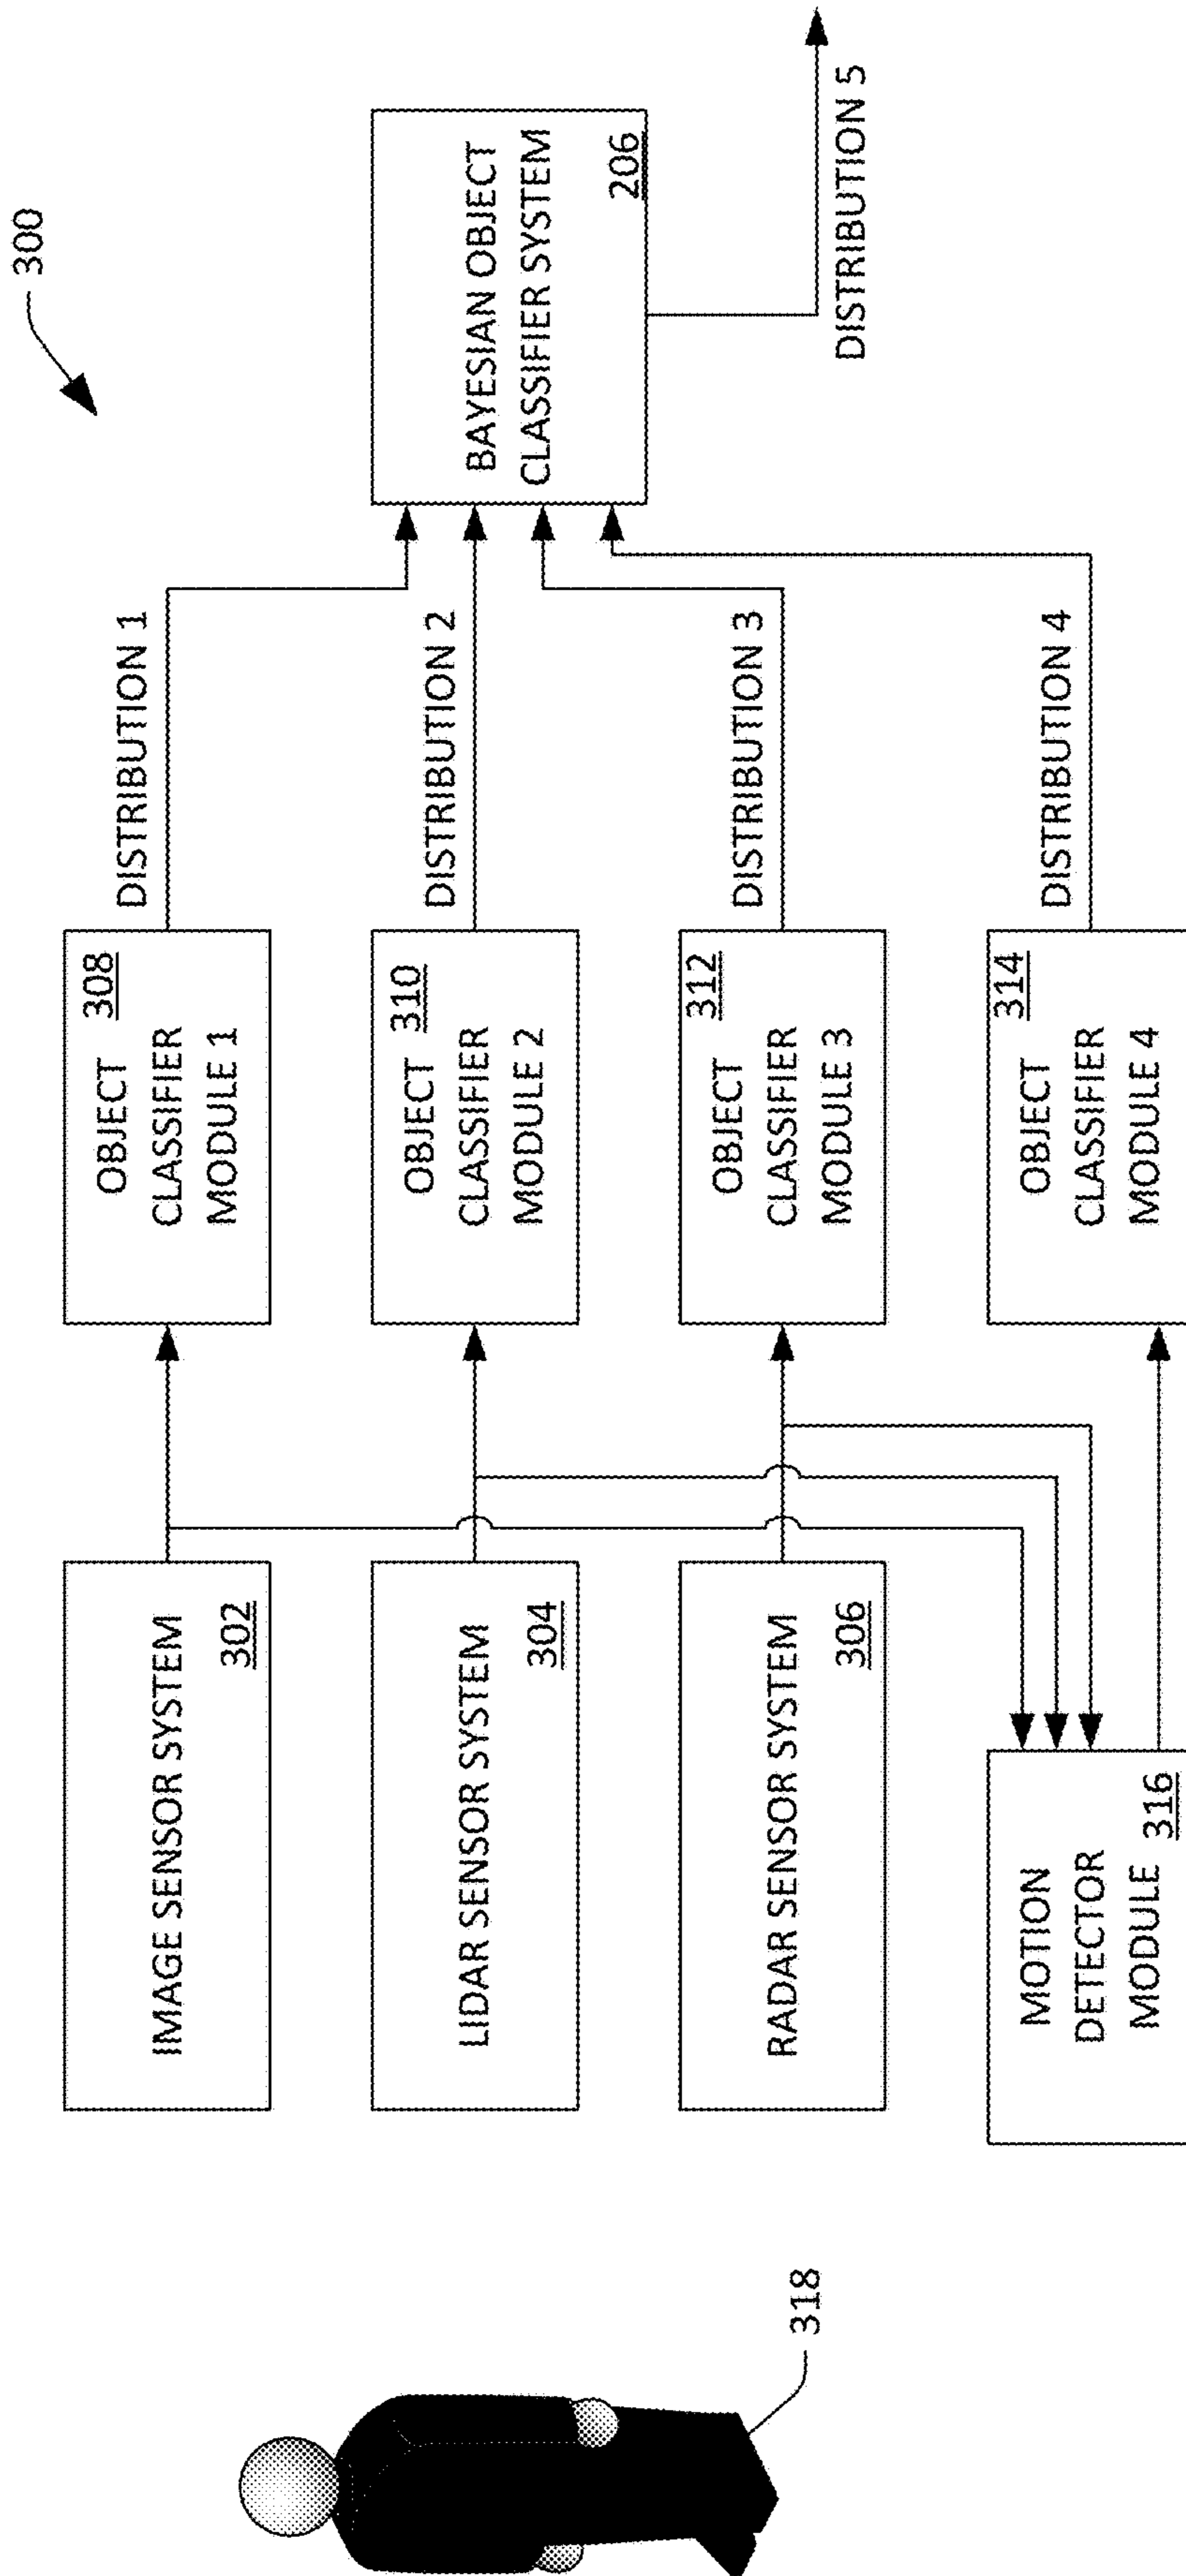 300
IMAGE SENSOR SYSTEM
302
OBJECT
308
CLASSIFIER
MODULE 1
DISTRIBUTION 1
LIDAR SENSOR SYSTEM
304
OBJECT
310
CLASSIFIER
MODULE 2
DISTRIBUTION 2
BAYESIAN OBJECT
CLASSIFIER SYSTEM
206
RADAR SENSOR SYSTEM
306
OBJECT
312
CLASSIFIER
MODULE 3
DISTRIBUTION 3
DISTRIBUTION 5
318
MOTION
DETECTOR
MODULE
316
OBJECT
314
CLASSIFIER
MODULE 4
DISTRIBUTION 4